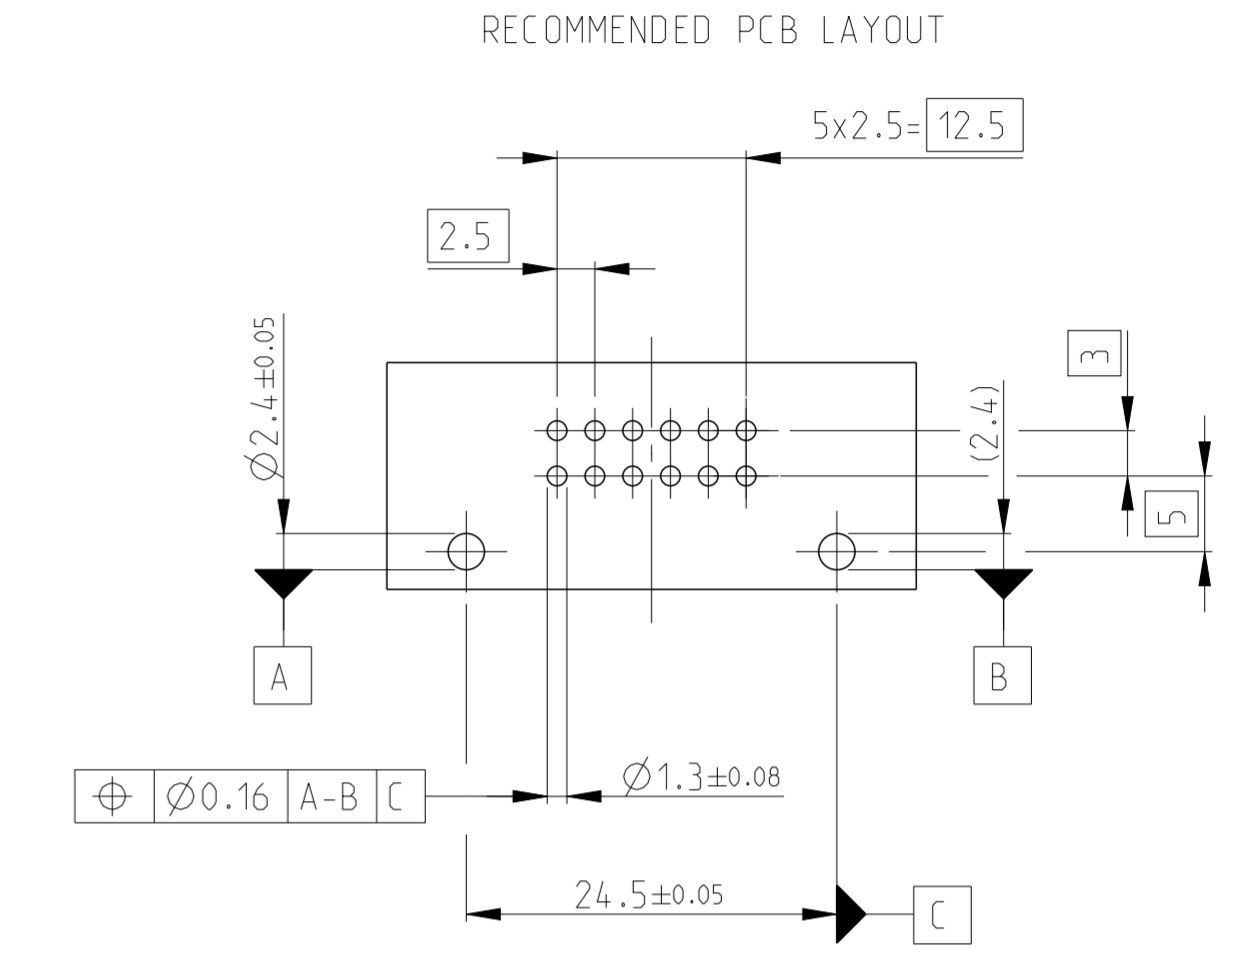 RECOMMENDED PCB LAYOUT
5x2.5= 12.5
2.5
Ø2.4±0.05
3
(2.4)
5
A
B
Ø1.3±0.08
⌖ Ø0.16 A-B C
24.5±0.05
C